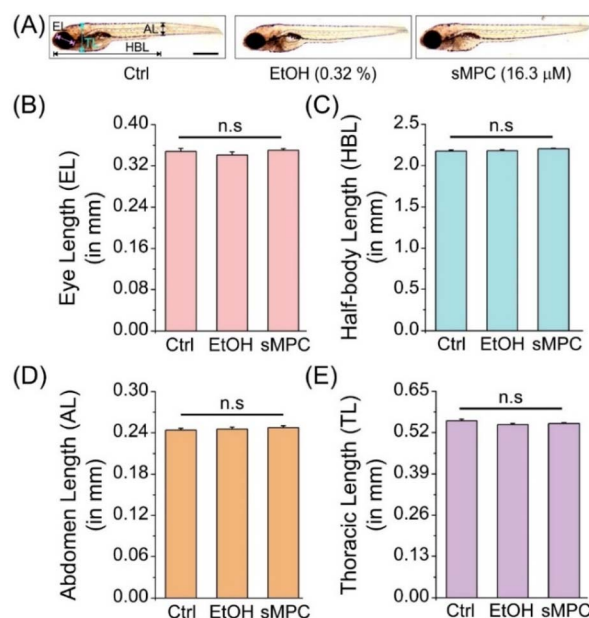 (A)
EL
TL
AL
HBL
Ctrl
EtOH (0.32 %)
sMPC (16.3 μM)
(B)
n.s
Eye Length (EL)
(in mm)
0.40
0.32
0.24
0.16
0.08
0.00
Ctrl EtOH sMPC
(C)
n.s
Half-body Length (HBL)
(in mm)
2.5
2.0
1.5
1.0
0.5
0.0
Ctrl EtOH sMPC
(D)
n.s
Abdomen Length (AL)
(in mm)
0.30
0.24
0.18
0.12
0.06
0.00
Ctrl EtOH sMPC
(E)
n.s
Thoracic Length (TL)
(in mm)
0.65
0.52
0.39
0.26
0.13
0.00
Ctrl EtOH sMPC